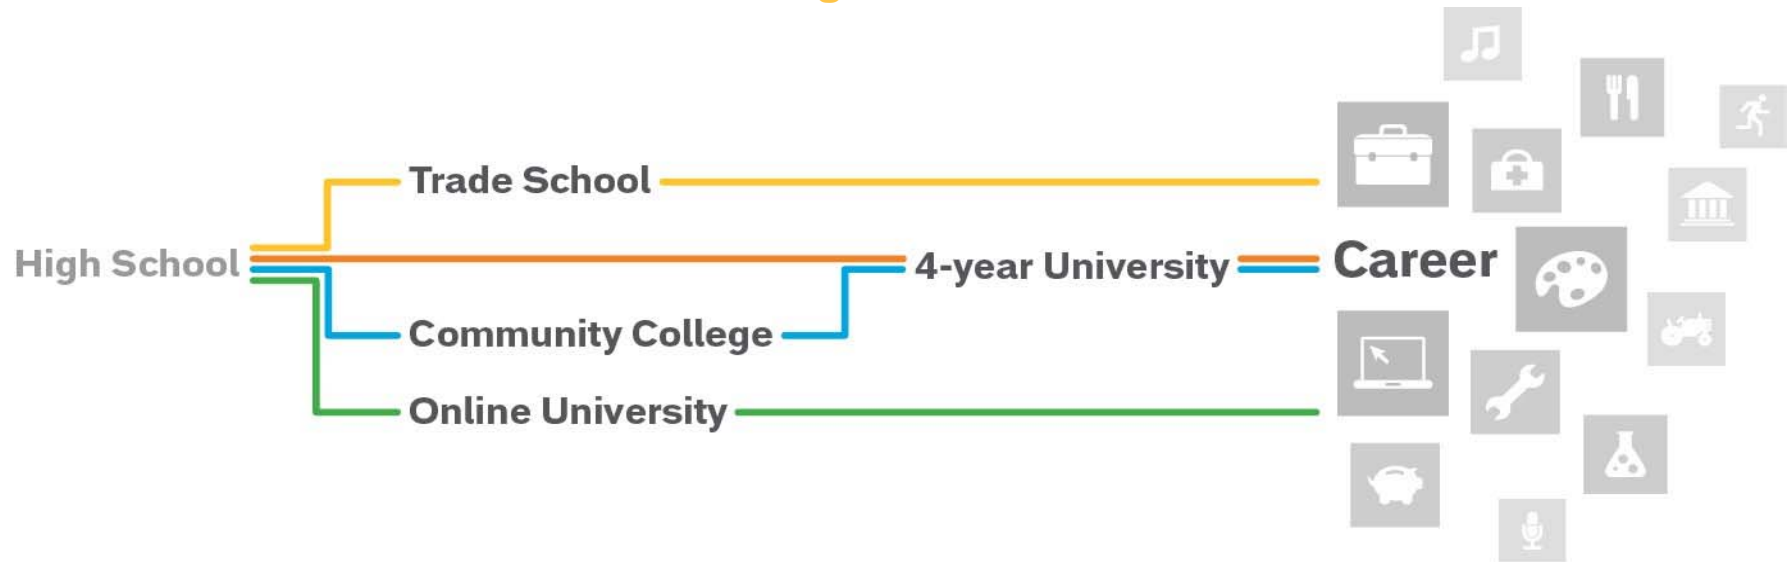 Trade School
High School
4-year University
Career
Community College
Online University